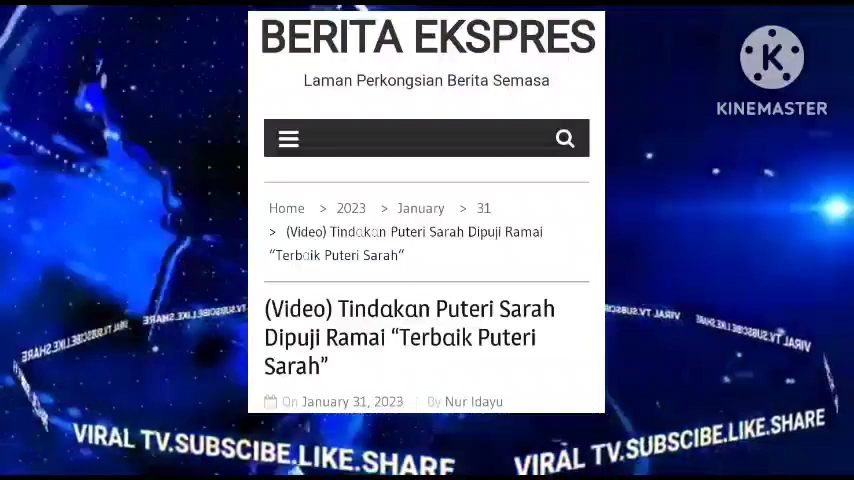 BERITA EKSPRES
Laman Perkongsian Berita Semasa
KINEMASTER
Home > 2023 > January > 31
> (Video) Tindakan Puteri Sarah Dipuji Ramai
“Terbaik Puteri Sarah”
(Video) Tindakan Puteri Sarah
Dipuji Ramai “Terbaik Puteri
Sarah”
On January 31, 2023 By Nur Idayu
VIRAL TV.SUBSCIBE.LIKE.SHARE
VIRAL TV.SUBSCIBE.LIKE.SHARE